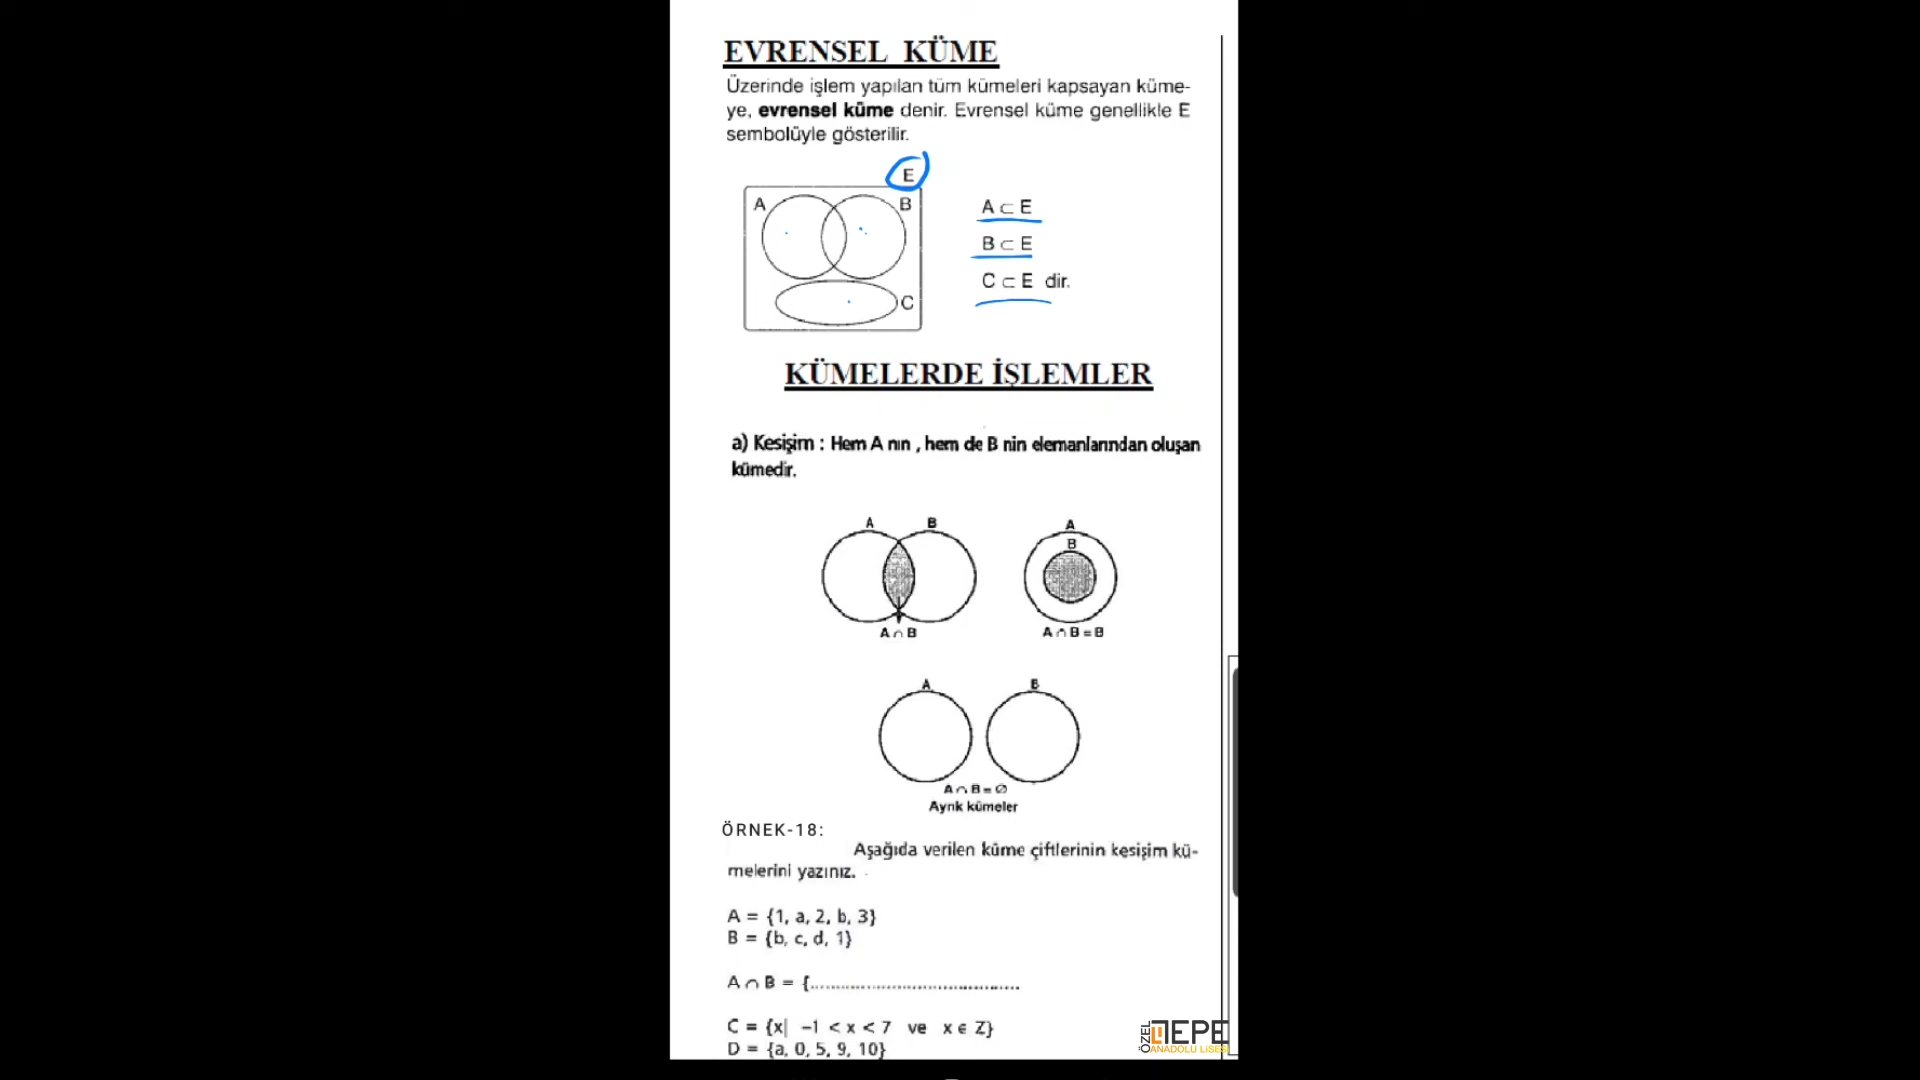 EVRENSEL KÜME
Üzerinde işlem yapılan tüm kümeleri kapsayan küme-
ye, evrensel küme denir. Evrensel küme genellikle E
sembolüyle gösterilir.
E
A
B
C
A ⊂ E
B ⊂ E
C ⊂ E dir.
KÜMELERDE İŞLEMLER
a) Kesişim : Hem A nın , hem de B nin elemanlarından oluşan
kümedir.
A B
A ∩ B
A
B
A ∩ B = B
A B
A ∩ B = ∅
Ayrık kümeler
ÖRNEK-18:
Aşağıda verilen küme çiftlerinin kesişim kü-
melerini yazınız.
A = {1, a, 2, b, 3}
B = {b, c, d, 1}
A ∩ B = {.......................................
C = {x| –1 < x < 7 ve x ∈ Z}
D = {a, 0, 5, 9, 10}
ÖZEL TEPE
ANADOLU LİSESİ